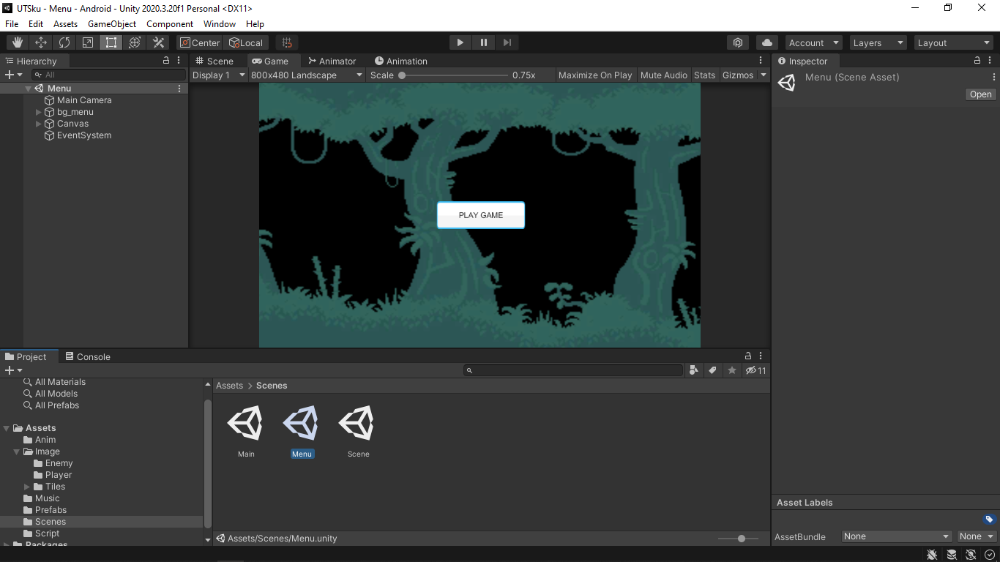 UTSku - Menu - Android - Unity 2020.3.20f1 Personal <DX11>
File Edit Assets GameObject Component Window Help
Center Local Account Layers Layout
Hierarchy
All
Menu
Main Camera
bg_menu
Canvas
EventSystem
Scene Game Animator Animation
Display 1 800x480 Landscape Scale 0.75x Maximize On Play Mute Audio Stats Gizmos
PLAY GAME
Inspector
Menu (Scene Asset)
Open
Project Console
11
All Materials
All Models
All Prefabs
Assets
Anim
Image
Enemy
Player
Tiles
Music
Prefabs
Scenes
Script
Packages
Assets > Scenes
Main Menu Scene
Assets/Scenes/Menu.unity
Asset Labels
AssetBundle None None